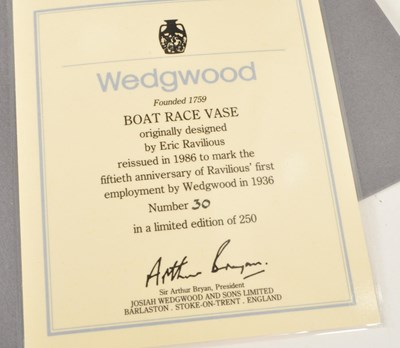 Wedgwood
Founded 1759
BOAT RACE VASE
originally designed
by Eric Ravilious
reissued in 1986 to mark the
fiftieth anniversary of Ravilious' first
employment by Wedgwood in 1936
Number 30
in a limited edition of 250
Arthur Bryan.
Sir Arthur Bryan, President
JOSIAH WEDGWOOD AND SONS LIMITED
BARLASTON . STOKE-ON-TRENT . ENGLAND